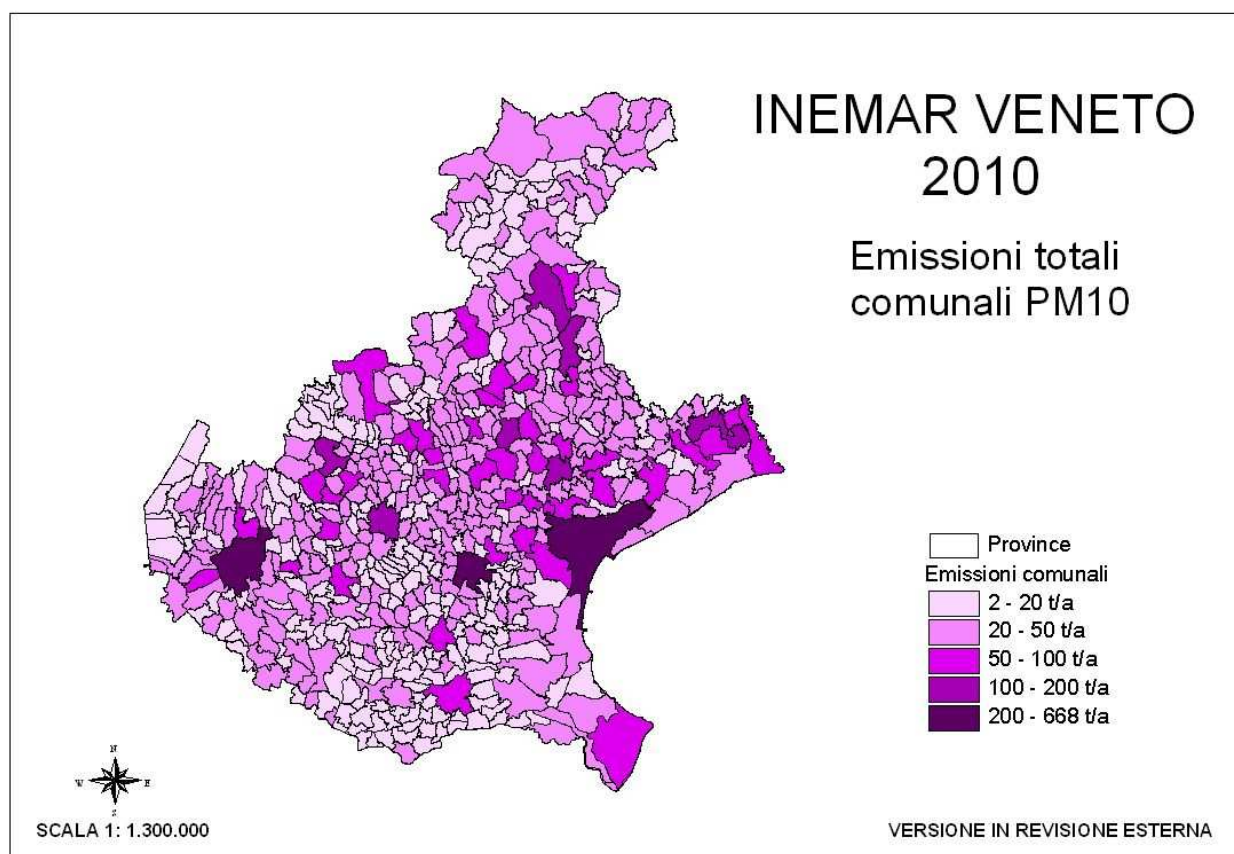 INEMAR VENETO
2010
Emissioni totali
comunali PM10
Province
Emissioni comunali
2 - 20 t/a
20 - 50 t/a
50 - 100 t/a
100 - 200 t/a
200 - 668 t/a
N
W E
S
SCALA 1: 1.300.000
VERSIONE IN REVISIONE ESTERNA